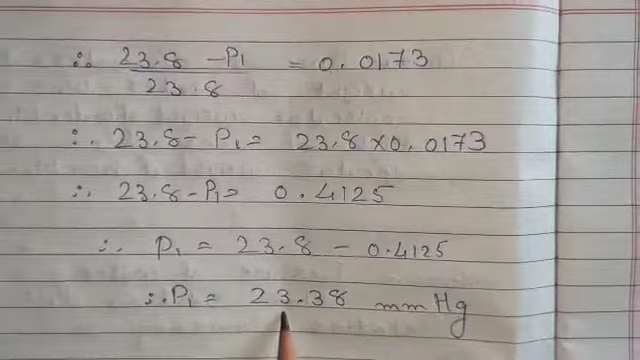 ∴ 23.8 - P₁ / 23.8 = 0.0173
∴ 23.8 - P₁ = 23.8 × 0.0173
∴ 23.8 - P₁ = 0.4125
∴ P₁ = 23.8 - 0.4125
∴ P₁ = 23.38 mm Hg